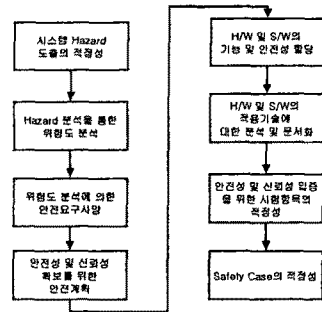 시스템 Hazard
도출의 적정성
Hazard 분석을 통한
위험도 분석
위험도 분석에 의한
안전요구사항
안전성 및 신뢰성
확보를 위한
안전계획
H/W 및 S/W의
기능 및 안전성 할당
H/W 및 S/W의
적용기술에
대한 분석 및 문서화
안전성 및 신뢰성 입증
을 위한 시험항목의
적정성
Safety Case의 적정성